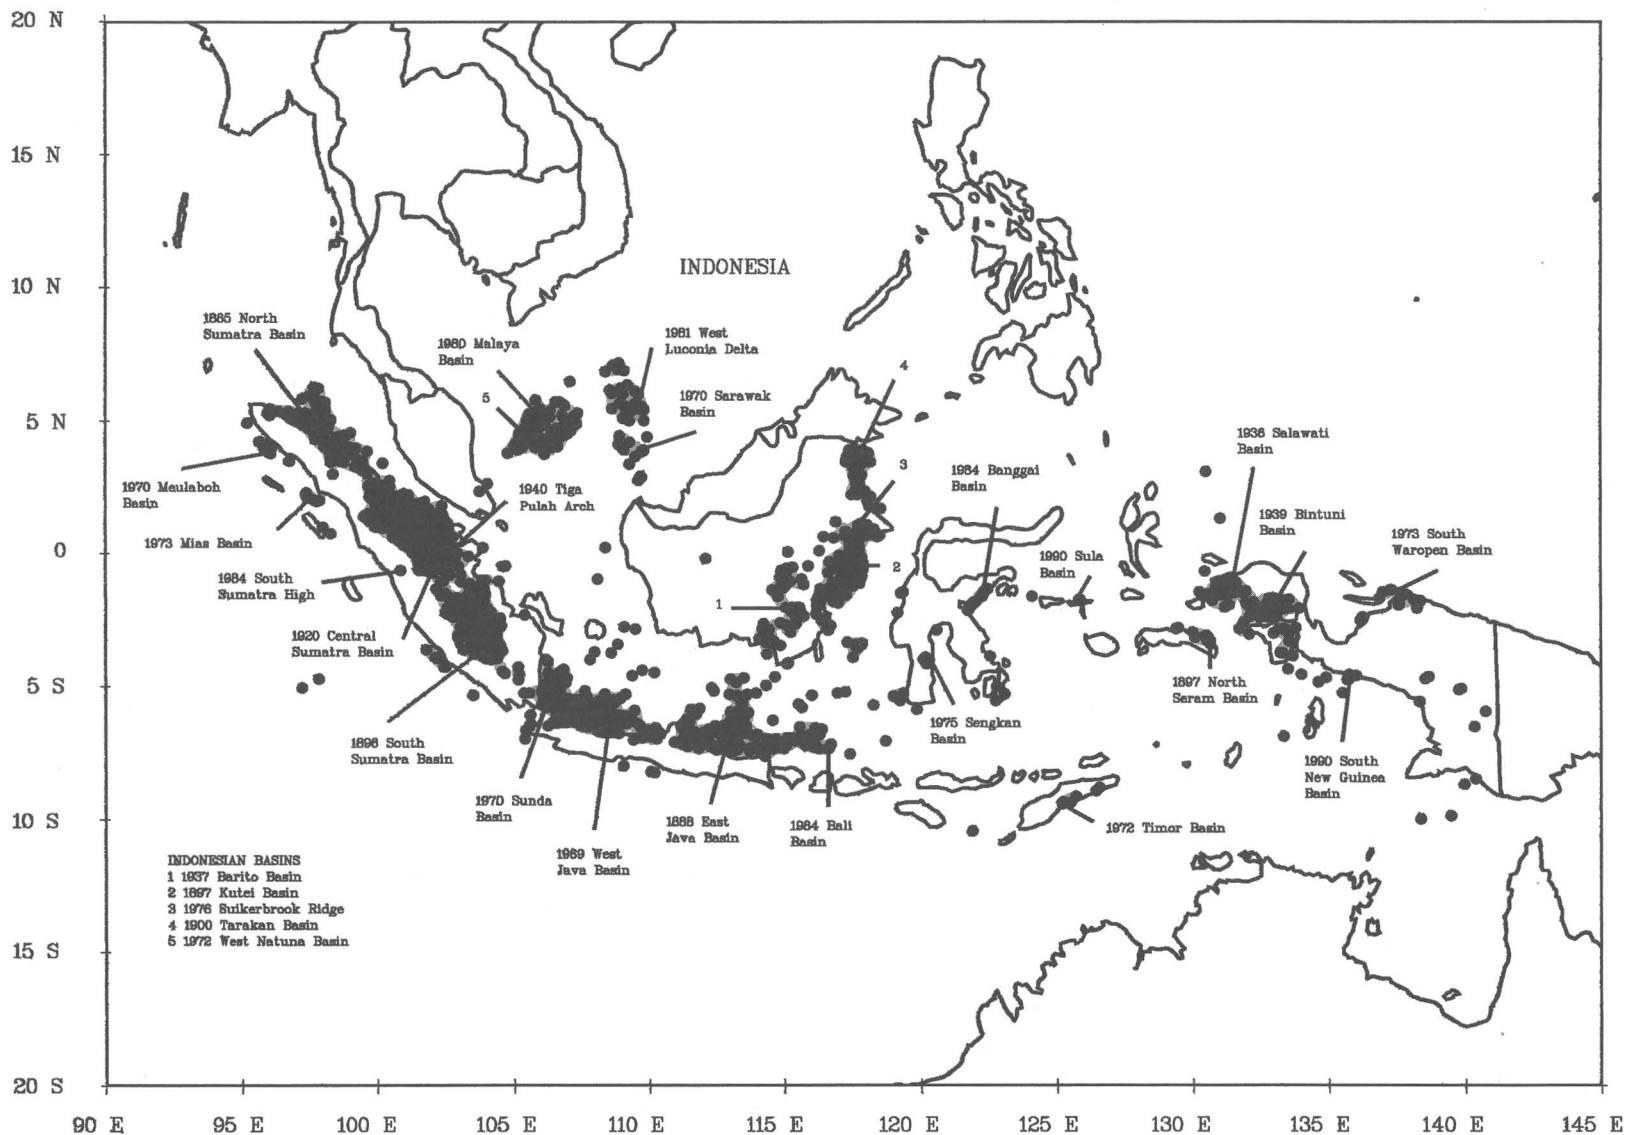 20 N
15 N
10 N
5 N
0
5 S
10 S
15 S
20 S
INDONESIA
1885 North
Sumatra Basin
1980 Malaya
Basin
5
1981 West
Luconia Delta
1970 Sarawak
Basin
4
3
1984 Banggai
Basin
1936 Salawati
Basin
1939 Bintuni
Basin
1973 South
Waropen Basin
1970 Meulaboh
Basin
1940 Tiga
Pulah Arch
1973 Mias Basin
1984 South
Sumatra High
1990 Sula
Basin
2
1
1920 Central
Sumatra Basin
1897 North
Seram Basin
1975 Sengkan
Basin
1896 South
Sumatra Basin
1990 South
New Guinea
Basin
1970 Sunda
Basin
1969 West
Java Basin
1888 East
Java Basin
1984 Bali
Basin
1972 Timor Basin
INDONESIAN BASINS
1 1937 Barito Basin
2 1897 Kutei Basin
3 1976 Suikerbrook Ridge
4 1900 Tarakan Basin
5 1972 West Natuna Basin
90 E
95 E
100 E
105 E
110 E
115 E
120 E
125 E
130 E
135 E
140 E
145 E